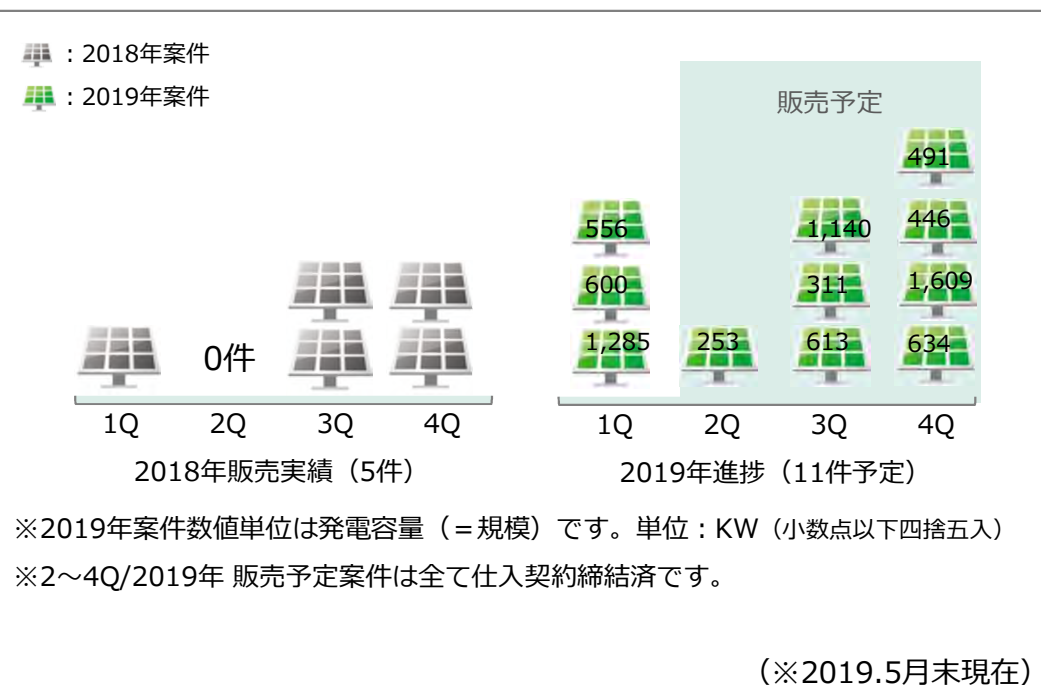 ：2018年案件
：2019年案件
販売予定
491
556
1,140
446
600
311
1,609
1,285
253
613
634
0件
1Q 2Q 3Q 4Q
1Q 2Q 3Q 4Q
2018年販売実績（5件）
2019年進捗（11件予定）
※2019年案件数値単位は発電容量（＝規模）です。単位：KW（小数点以下四捨五入）
※2～4Q/2019年 販売予定案件は全て仕入契約締結済です。
（※2019.5月末現在）